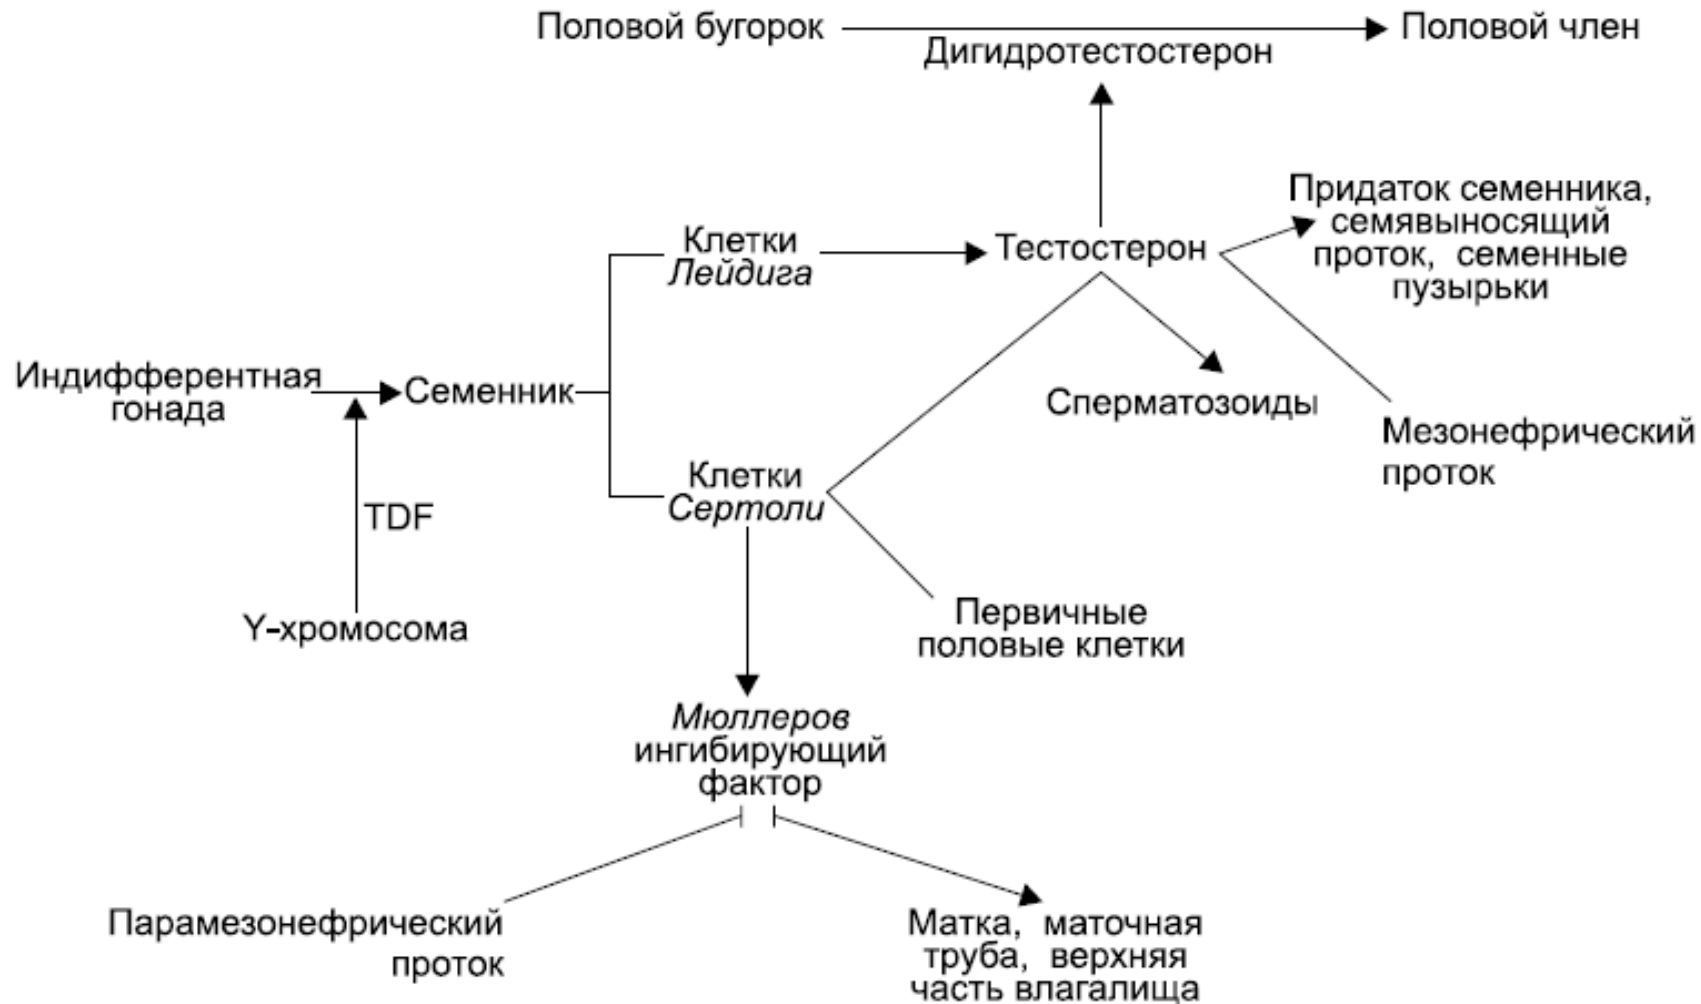 Половой бугорок
Половой член
Дигидротестостерон
Придаток семенника,
семявыносящий
проток, семенные
пузырьки
Клетки
Лейдига
Тестостерон
Индифферентная
гонада
Семенник
Сперматозоиды
Мезонефрический
проток
Клетки
Сертоли
TDF
Y-хромосома
Первичные
половые клетки
Мюллеров
ингибирующий
фактор
Парамезонефрический
проток
Матка, маточная
труба, верхняя
часть влагалища